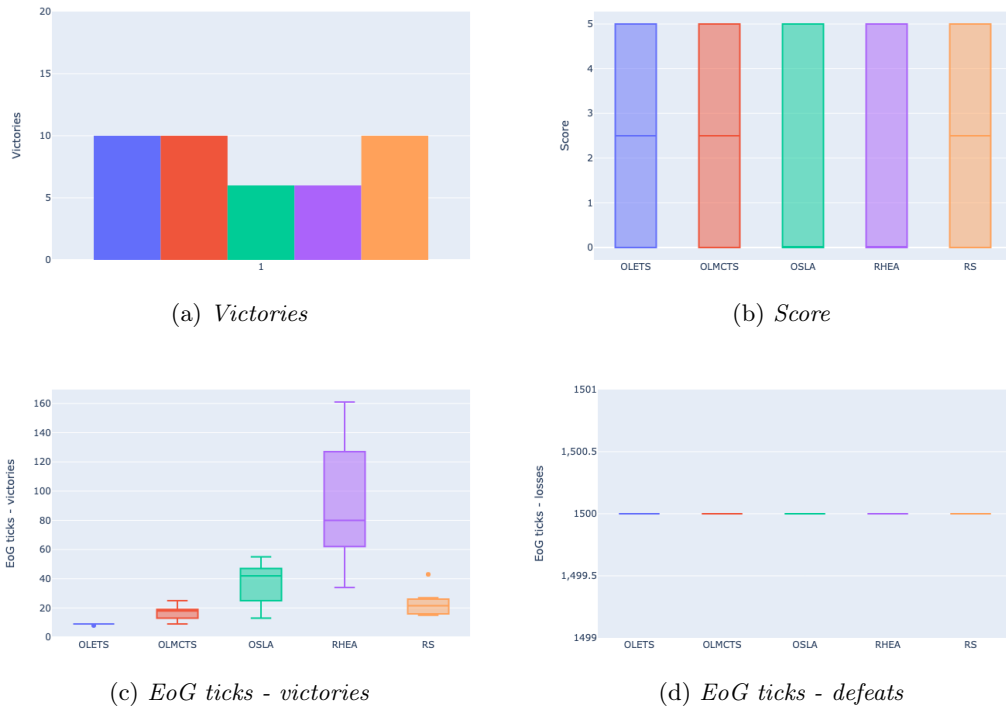 20
15
10
5
0
Victories
1
(a) Victories
5
4
3
2
1
0
Score
OLETS OLMCTS OSLA RHEA RS
(b) Score
160
140
120
100
80
60
40
20
0
EoG ticks - victories
OLETS OLMCTS OSLA RHEA RS
(c) EoG ticks - victories
1501
1,500.5
1500
1,499.5
1499
EoG ticks - losses
OLETS OLMCTS OSLA RHEA RS
(d) EoG ticks - defeats